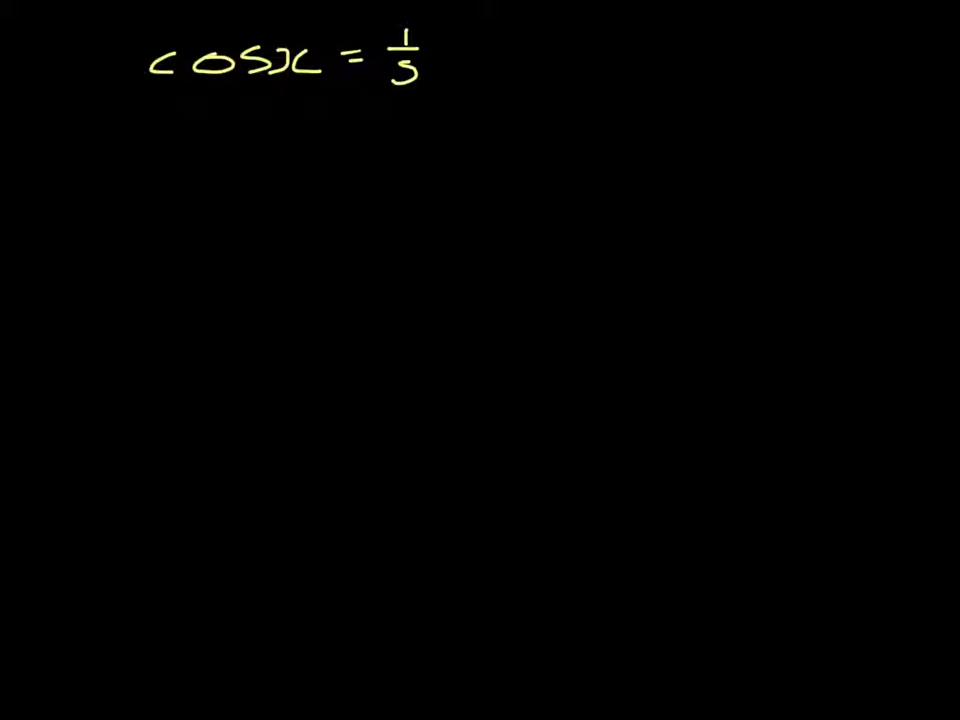 cosx = 1/5